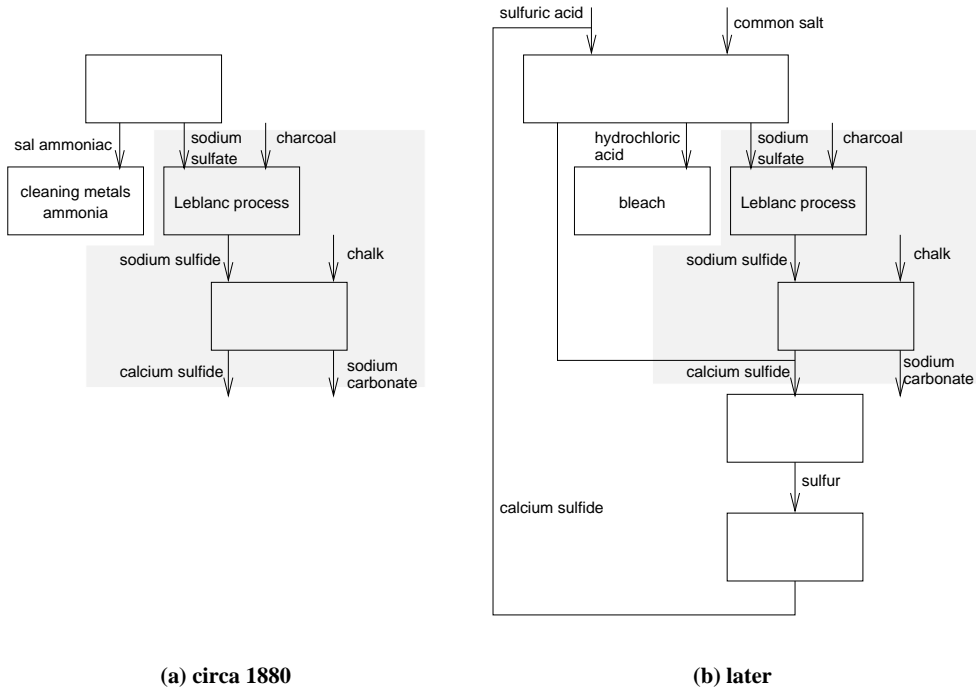 sal ammoniac
sodium
sulfate
charcoal
cleaning metals
ammonia
Leblanc process
sodium sulfide
chalk
calcium sulfide
sodium
carbonate
(a) circa 1880
sulfuric acid
common salt
hydrochloric
acid
sodium
sulfate
charcoal
bleach
Leblanc process
sodium sulfide
chalk
calcium sulfide
sodium
carbonate
sulfur
calcium sulfide
(b) later